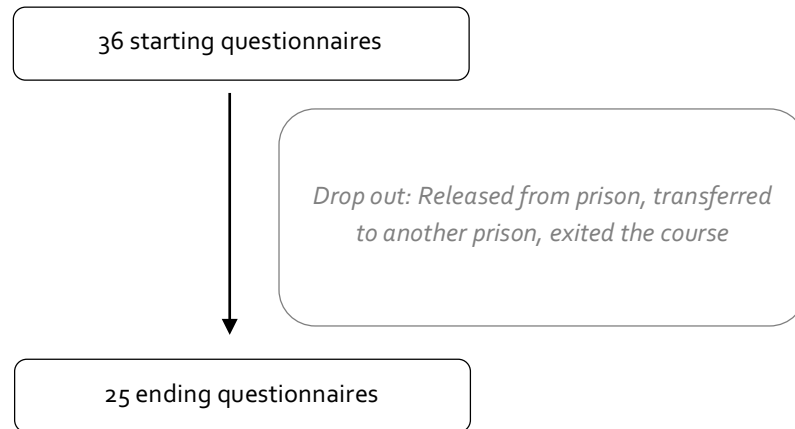 36 starting questionnaires
Drop out: Released from prison, transferred
to another prison, exited the course
25 ending questionnaires